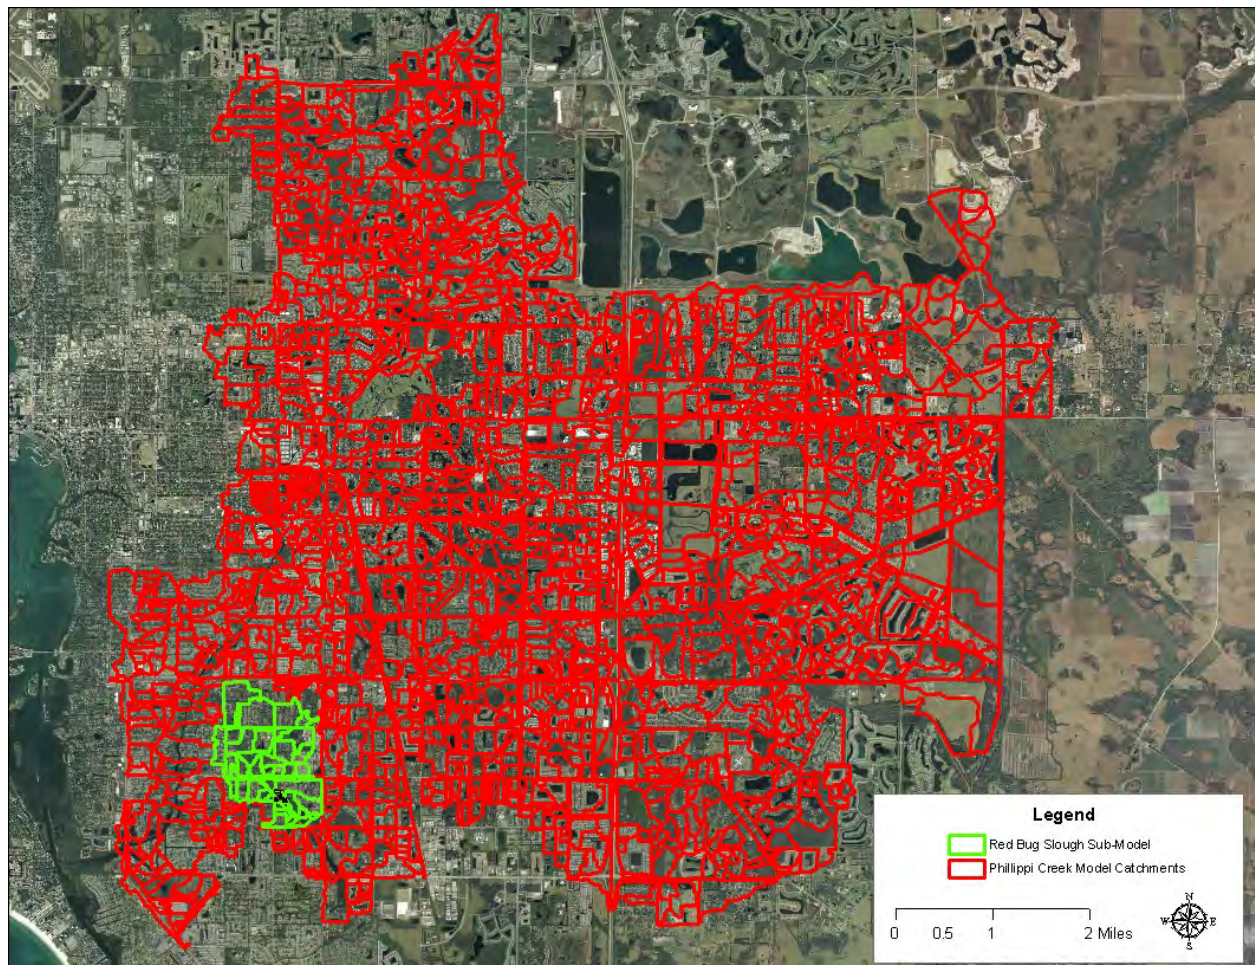 Legend
Red Bug Slough Sub-Model
Phillippi Creek Model Catchments
N
W E
S
0 0.5 1 2 Miles